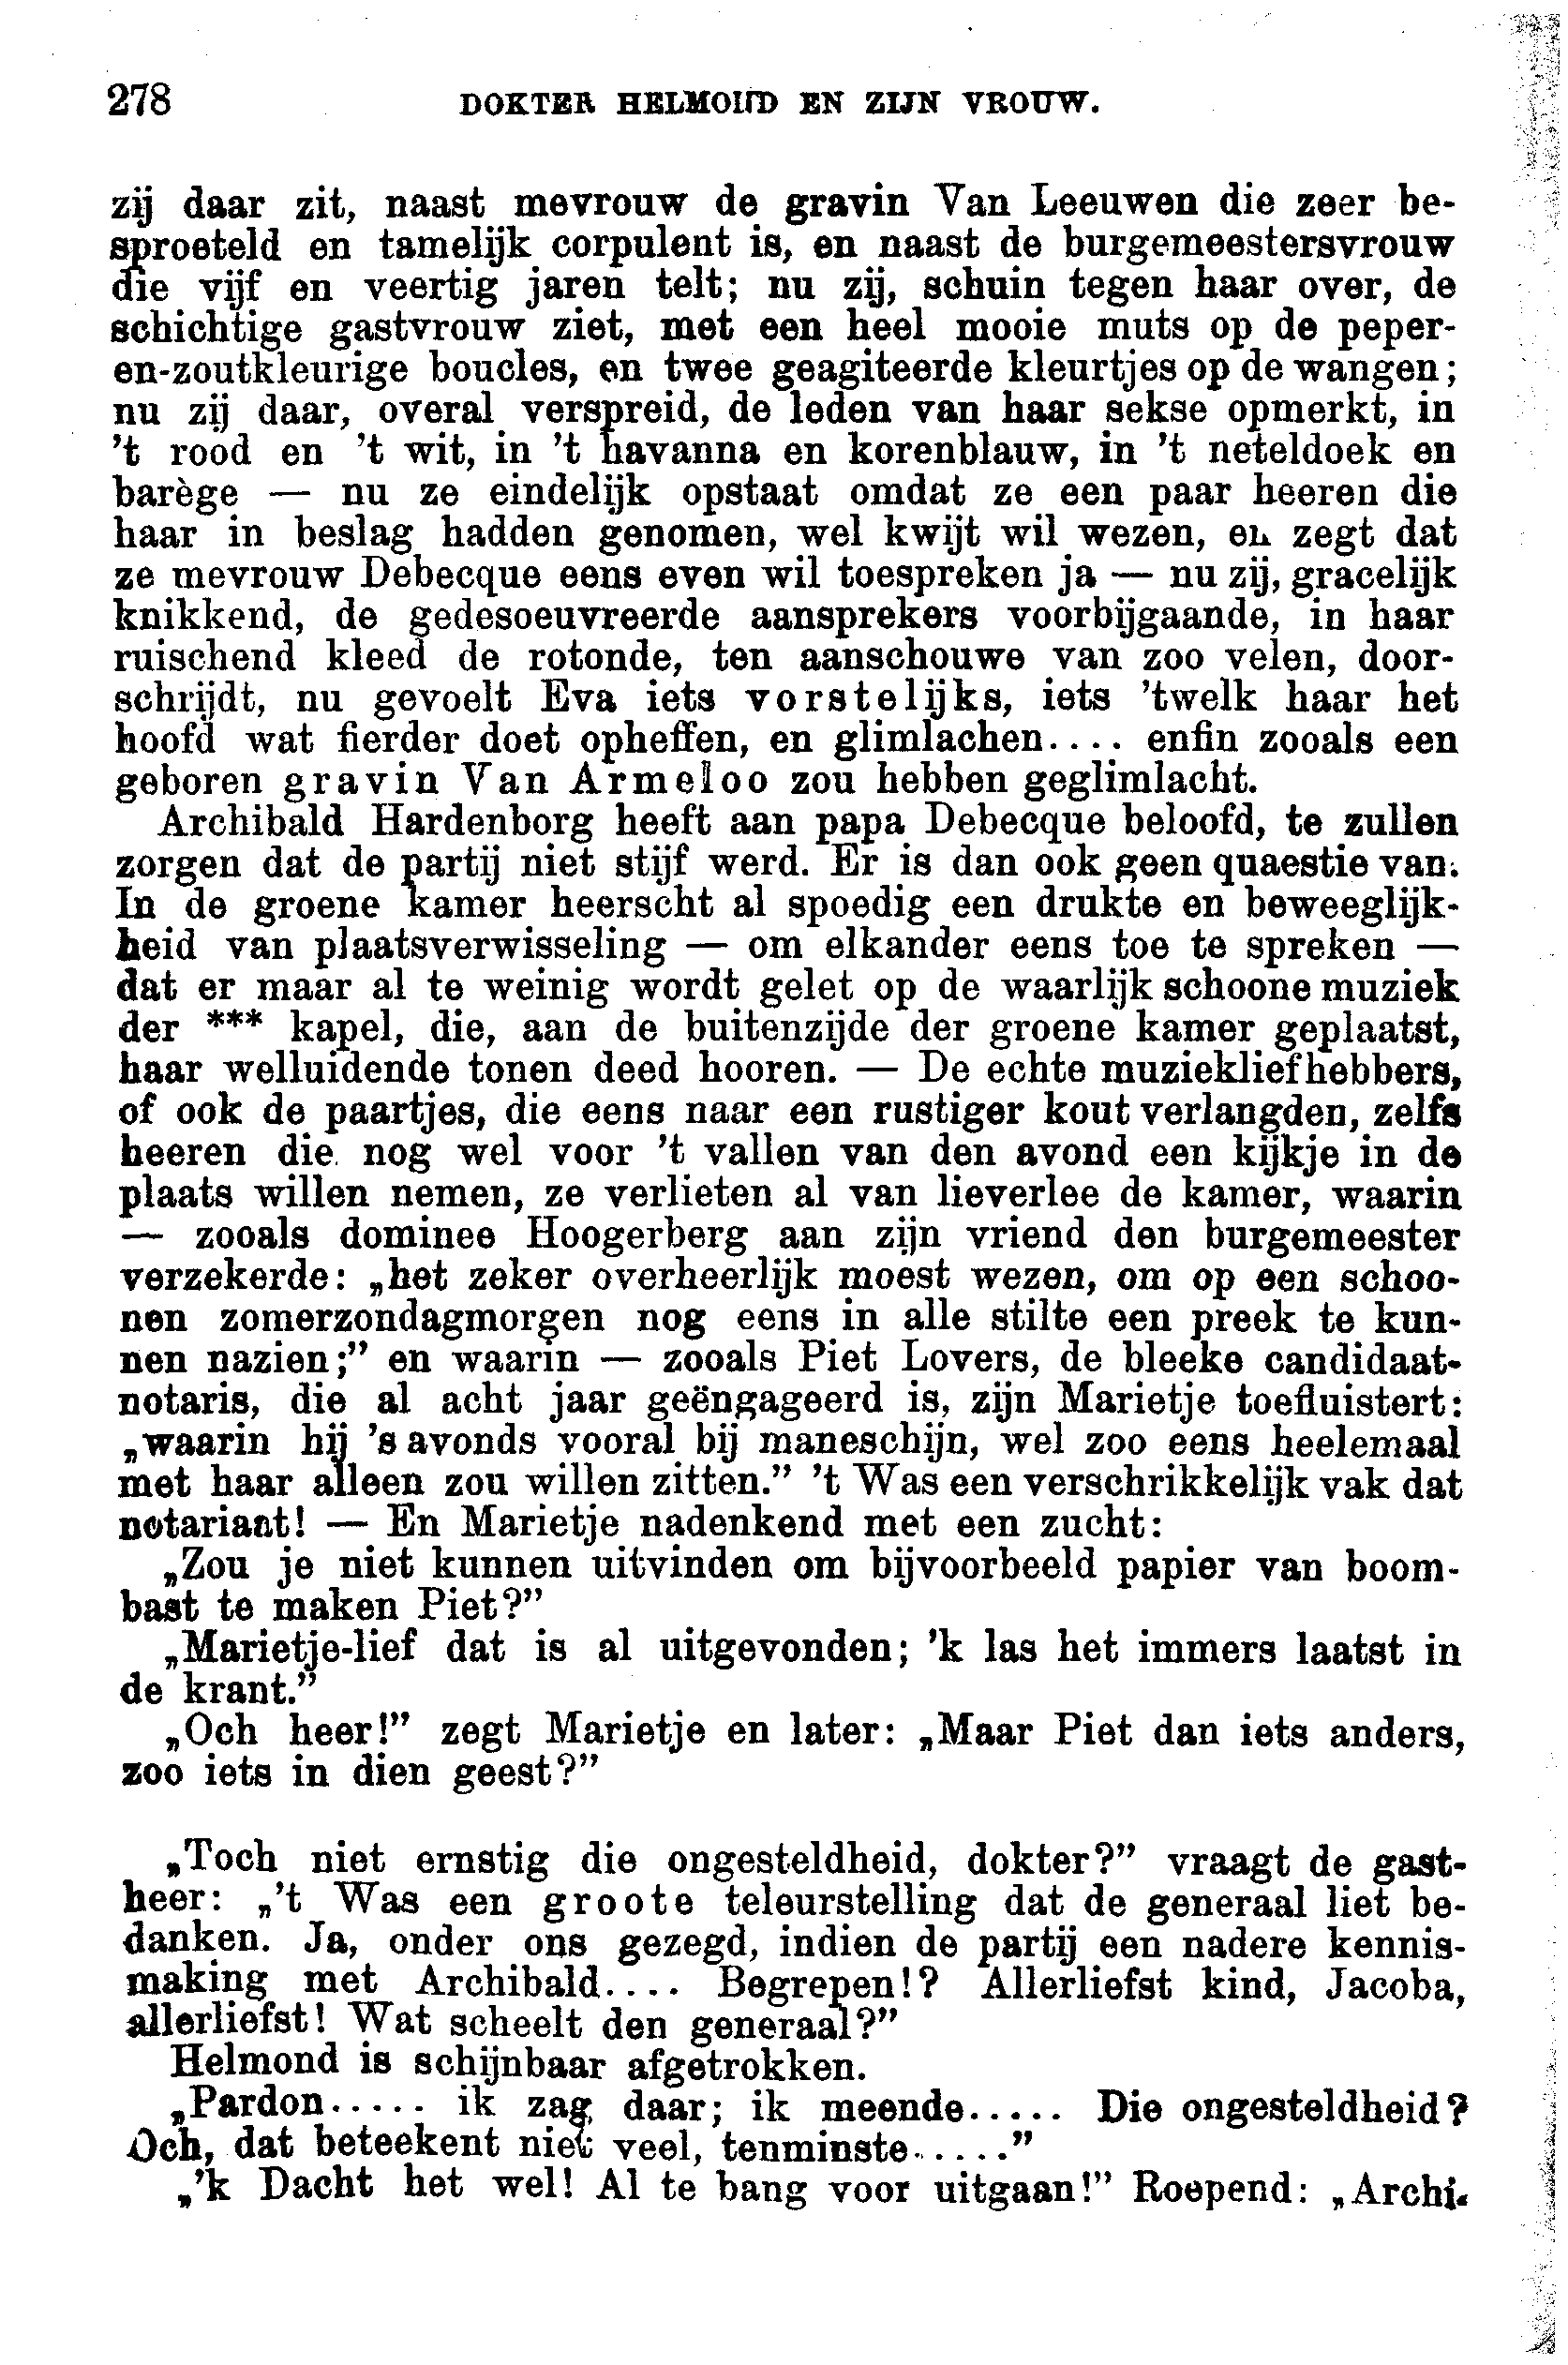 278 DOKTER HELMOND EN ZIJN VROUW.
zij daar zit, naast mevrouw de gravin Van Leeuwen die zeer be-
sproeteld en tamelijk corpulent is, en naast de burgemeestersvrouw
die vijf en veertig jaren telt; nu zij, schuin tegen haar over, de
schichtige gastvrouw ziet, met een heel mooie muts op de peper-
en-zoutkleurige boucles, en twee geagiteerde kleurtjes op de wangen;
nu zij daar, overal verspreid, de leden van haar sekse opmerkt, in
't rood en 't wit, in 't havanna en korenblauw, in 't neteldoek en
barège — nu ze eindelijk opstaat omdat ze een paar heeren die
haar in beslag hadden genomen, wel kwijt wil wezen, en zegt dat
ze mevrouw Debecque eens even wil toespreken ja — nu zij, gracelijk
knikkend, de gedesoeuvreerde aansprekers voorbijgaande, in haar
ruischend kleed de rotonde, ten aanschouwe van zoo velen, door-
schrijdt, nu gevoelt Eva iets vorstelijks, iets 'twelk haar het
hoofd wat fierder doet opheffen, en glimlachen.... enfin zooals een
geboren gravin Van Armeloo zou hebben geglimlacht.
Archibald Hardenborg heeft aan papa Debecque beloofd, te zullen
zorgen dat de partij niet stijf werd. Er is dan ook geen quaestie van.
In de groene kamer heerscht al spoedig een drukte en beweeglijk-
heid van plaatsverwisseling — om elkander eens toe te spreken —
dat er maar al te weinig wordt gelet op de waarlijk schoone muziek
der *** kapel, die, aan de buitenzijde der groene kamer geplaatst,
haar welluidende tonen deed hooren. — De echte muziekliefhebbers,
of ook de paartjes, die eens naar een rustiger kout verlangden, zelfs
heeren die nog wel voor 't vallen van den avond een kijkje in de
plaats willen nemen, ze verlieten al van lieverlee de kamer, waarin
— zooals dominee Hoogerberg aan zijn vriend den burgemeester
verzekerde: „het zeker overheerlijk moest wezen, om op een schoo-
nen zomerzondagmorgen nog eens in alle stilte een preek te kun-
nen nazien;” en waarin — zooals Piet Lovers, de bleeke candidaat-
notaris, die al acht jaar geëngageerd is, zijn Marietje toefluistert:
„waarin hij 's avonds vooral bij maneschijn, wel zoo eens heelemaal
met haar alleen zou willen zitten.” 't Was een verschrikkelijk vak dat
notariaat! — En Marietje nadenkend met een zucht:
„Zou je niet kunnen uitvinden om bijvoorbeeld papier van boom-
bast te maken Piet?”
„Marietje-lief dat is al uitgevonden; 'k las het immers laatst in
de krant.”
„Och heer!” zegt Marietje en later: „Maar Piet dan iets anders,
zoo iets in dien geest?”
„Toch niet ernstig die ongesteldheid, dokter?” vraagt de gast-
heer: „'t Was een groote teleurstelling dat de generaal liet be-
danken. Ja, onder ons gezegd, indien de partij een nadere kennis-
making met Archibald.... Begrepen!? Allerliefst kind, Jacoba,
allerliefst! Wat scheelt den generaal?”
Helmond is schijnbaar afgetrokken.
„Pardon..... ik zag daar; ik meende..... Die ongesteldheid?
Och, dat beteekent niet veel, tenminste......”
„'k Dacht het wel! Al te bang voor uitgaan!” Roepend: „Archi-